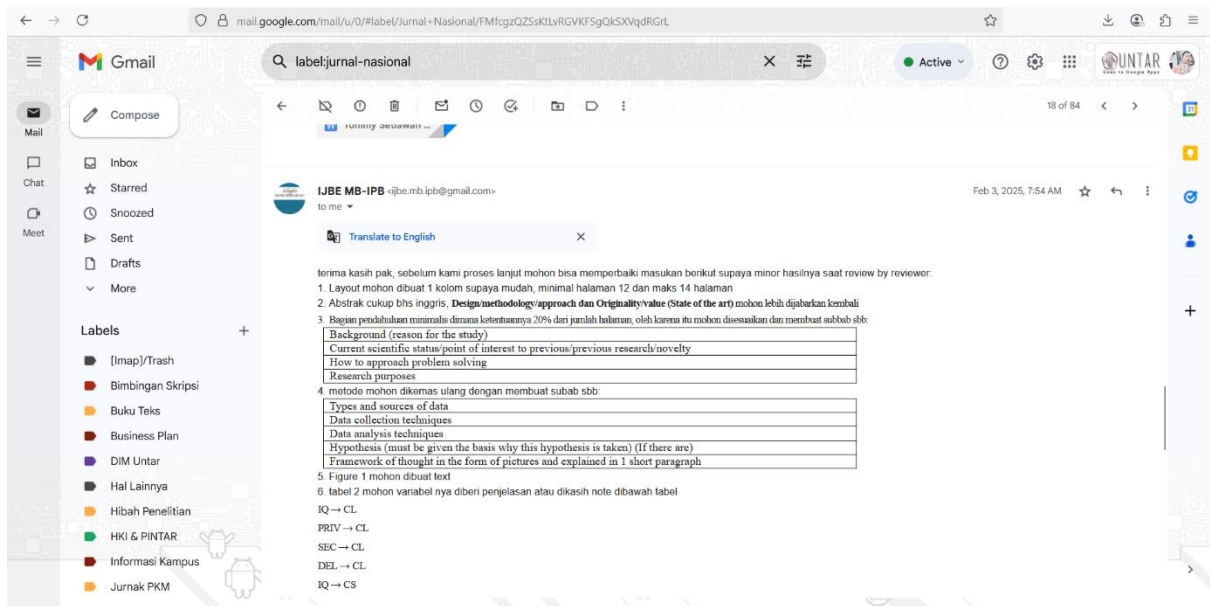 mail.google.com/mail/u/0/#label/Jurnal+Nasional/FMfcgzQZSsKtLvRGVKFSgQkSXVqdRGrL
Gmail
label:jurnal-nasional
Active
UNTAR
Mail
Chat
Meet
Compose
Inbox
Starred
Snoozed
Sent
Drafts
More
Labels
[Imap]/Trash
Bimbingan Skripsi
Buku Teks
Business Plan
DIM Untar
Hal Lainnya
Hibah Penelitian
HKI & PINTAR
Informasi Kampus
Jurnak PKM
18 of 84
Tommy Setiawan ...
IJBE MB-IPB <ijbe.mb.ipb@gmail.com>
Feb 3, 2025, 7:54 AM
to me
Translate to English
terima kasih pak, sebelum kami proses lanjut mohon bisa memperbaiki masukan berikut supaya minor hasilnya saat review by reviewer:
1. Layout mohon dibuat 1 kolom supaya mudah, minimal halaman 12 dan maks 14 halaman
2. Abstrak cukup bhs inggris, Design/methodology/approach dan Originality/value (State of the art) mohon lebih dijabarkan kembali
3. Bagian pendahuluan minimalis dimana ketentuannya 20% dari jumlah halaman, oleh karena itu mohon disesuaikan dan membuat subbab sbb:
Background (reason for the study)
Current scientific status/point of interest to previous/previous research/novelty
How to approach problem solving
Research purposes
4. metode mohon dikemas ulang dengan membuat subab sbb:
Types and sources of data
Data collection techniques
Data analysis techniques
Hypothesis (must be given the basis why this hypothesis is taken) (If there are)
Framework of thought in the form of pictures and explained in 1 short paragraph
5. Figure 1 mohon dibuat text
6. tabel 2 mohon variabel nya diberi penjelasan atau dikasih note dibawah tabel
IQ → CL
PRIV → CL
SEC → CL
DEL → CL
IQ → CS